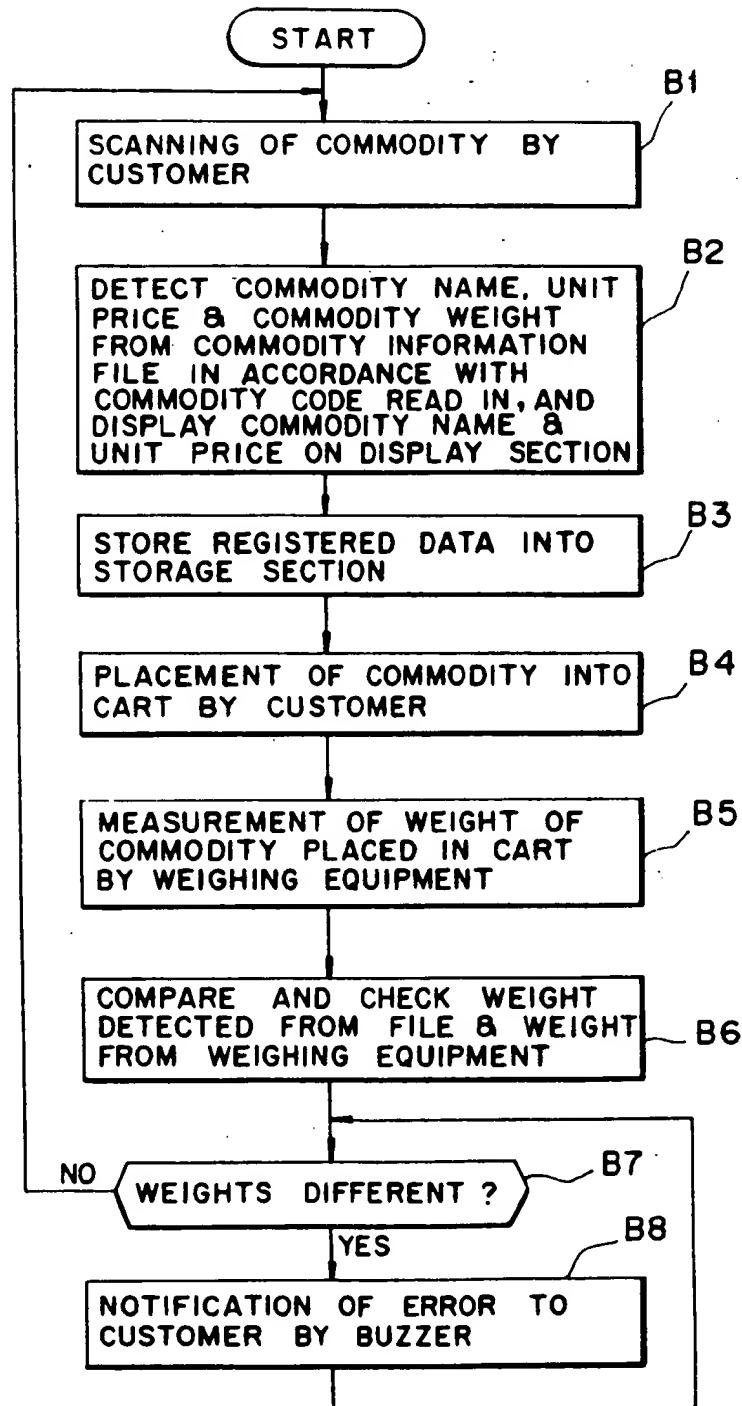 START
B1
SCANNING OF COMMODITY BY
CUSTOMER
B2
DETECT COMMODITY NAME, UNIT
PRICE & COMMODITY WEIGHT
FROM COMMODITY INFORMATION
FILE IN ACCORDANCE WITH
COMMODITY CODE READ IN, AND
DISPLAY COMMODITY NAME &
UNIT PRICE ON DISPLAY SECTION
B3
STORE REGISTERED DATA INTO
STORAGE SECTION
B4
PLACEMENT OF COMMODITY INTO
CART BY CUSTOMER
B5
MEASUREMENT OF WEIGHT OF
COMMODITY PLACED IN CART
BY WEIGHING EQUIPMENT
COMPARE AND CHECK WEIGHT
DETECTED FROM FILE & WEIGHT
FROM WEIGHING EQUIPMENT
B6
NO
WEIGHTS DIFFERENT ?
B7
YES
B8
NOTIFICATION OF ERROR TO
CUSTOMER BY BUZZER